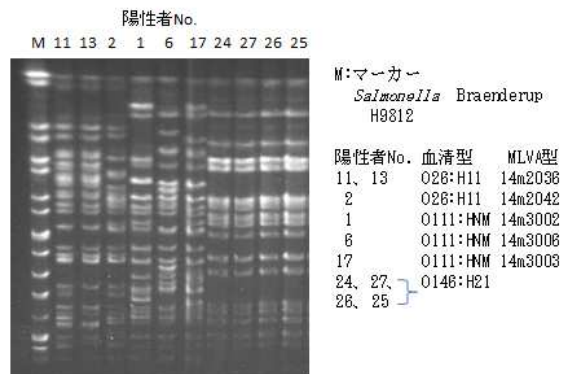 陽性者No.
M 11 13 2 1 6 17 24 27 26 25
M:マーカー
Salmonella Braenderup
H9812
陽性者No. 血清型 MLVA型
11、13 O26:H11 14m2036
2 O26:H11 14m2042
1 O111:HNM 14m3002
6 O111:HNM 14m3006
17 O111:HNM 14m3003
24、27、 O146:H21
26、25